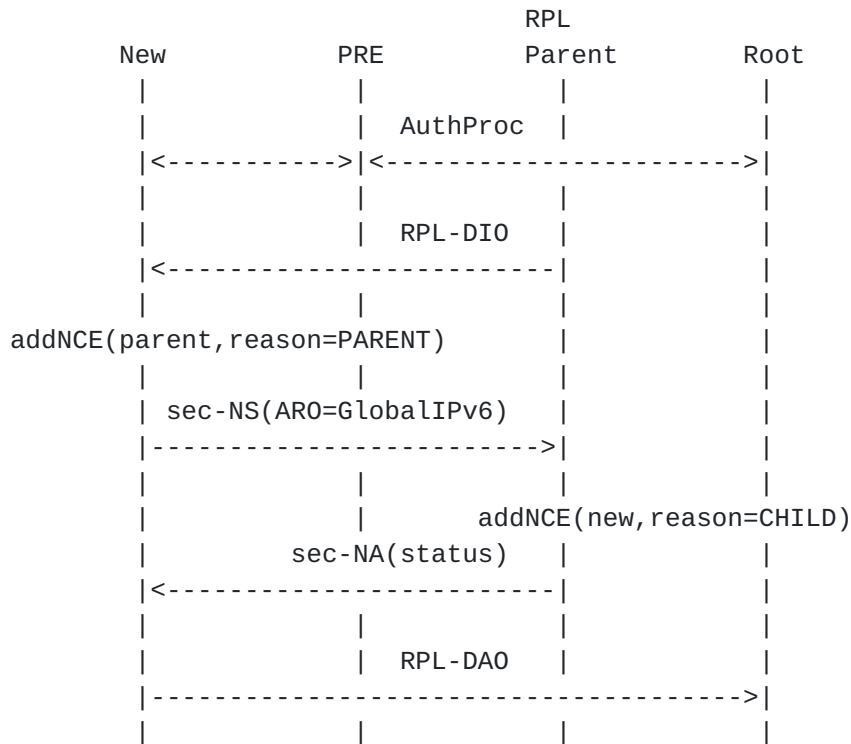 RPL
New PRE Parent Root
AuthProc
RPL-DIO
addNCE(parent,reason=PARENT)
sec-NS(ARO=GlobalIPv6)
addNCE(new,reason=CHILD)
sec-NA(status)
RPL-DAO